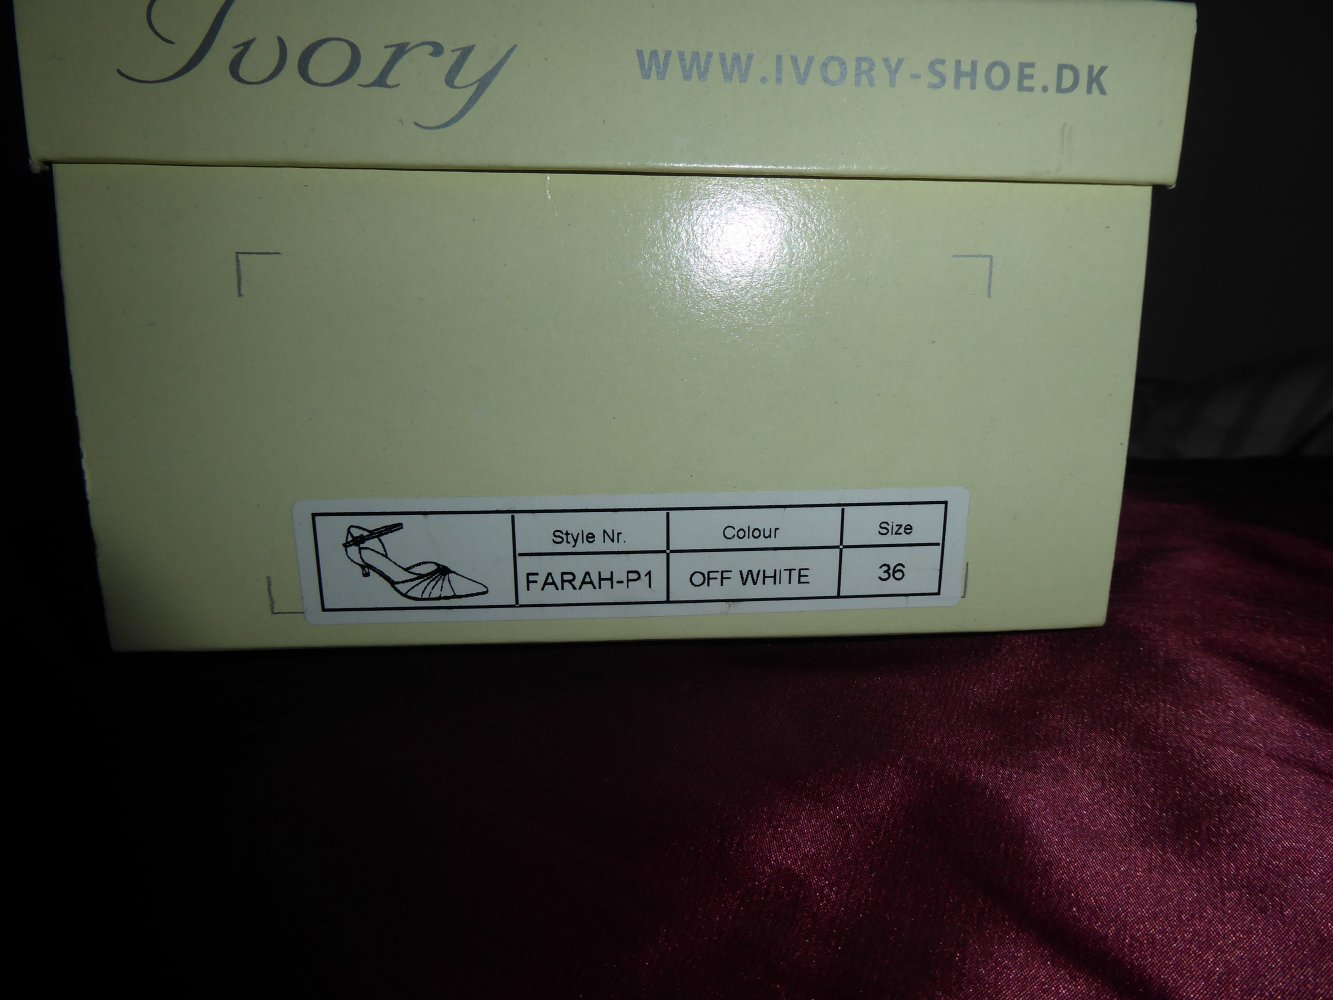 Ivory
WWW.IVORY-SHOE.DK
Style Nr. Colour Size
FARAH-P1 OFF WHITE 36